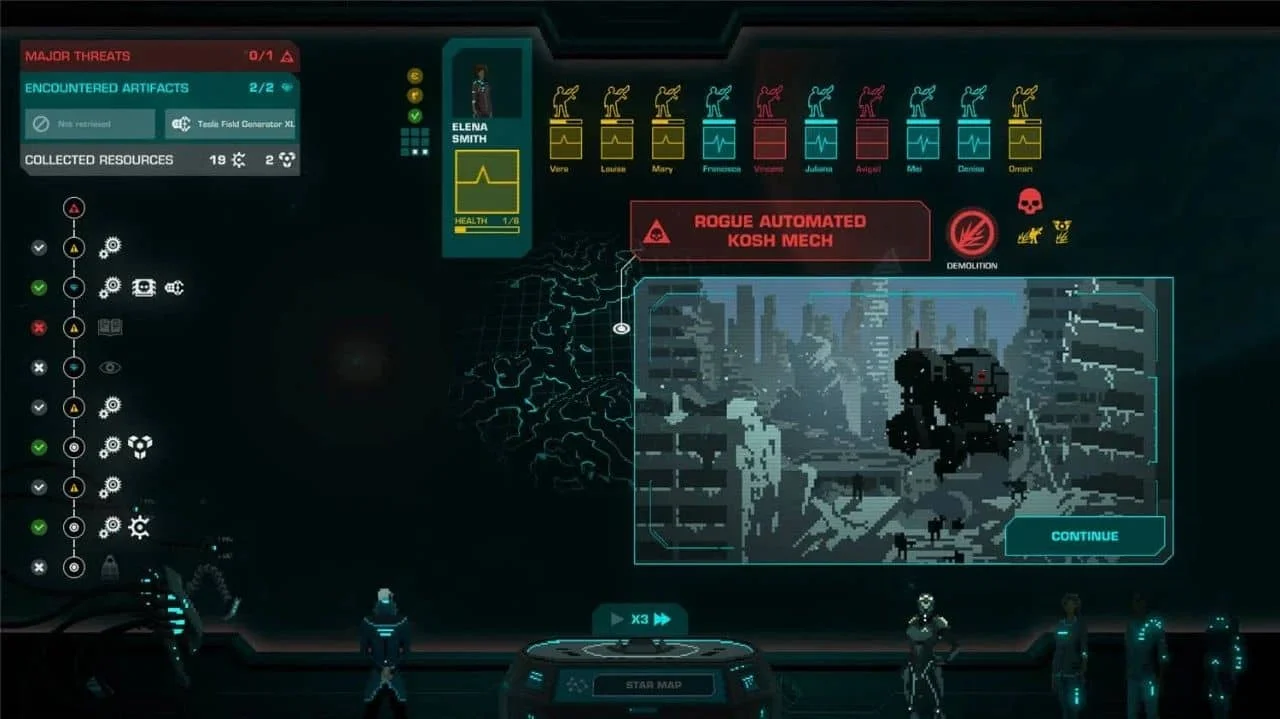 MAJOR THREATS 0/1
ENCOUNTERED ARTIFACTS 2/2
Not retrieved
Tesla Field Generator XL
COLLECTED RESOURCES 19 2
ELENA
SMITH
HEALTH 1/6
Vera Louise Mary Francisca Vincent Juliana Avigail Mei Denise Omari
ROGUE AUTOMATED
KOSH MECH
DEMOLITION
CONTINUE
X3
STAR MAP